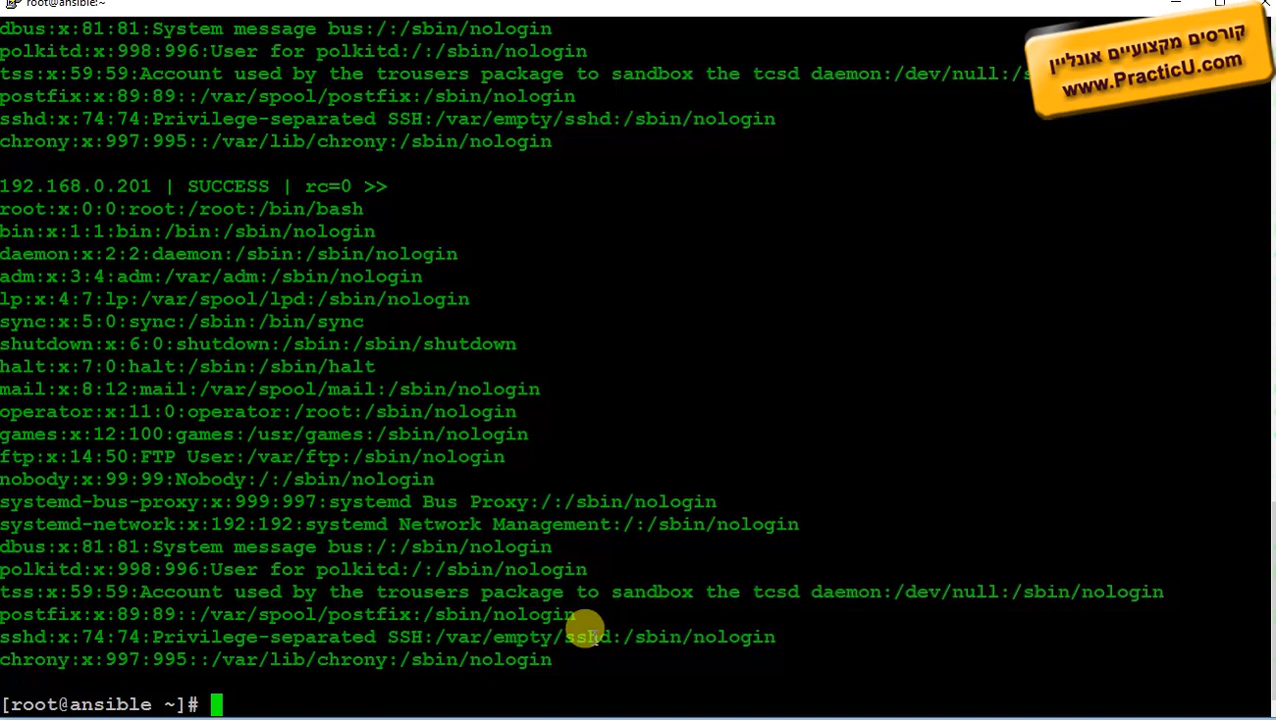 root@ansible:~
dbus:x:81:81:System message bus:/:/sbin/nologin
polkitd:x:998:996:User for polkitd:/:/sbin/nologin
tss:x:59:59:Account used by the trousers package to sandbox the tcsd daemon:/dev/null:/s
postfix:x:89:89::/var/spool/postfix:/sbin/nologin
sshd:x:74:74:Privilege-separated SSH:/var/empty/sshd:/sbin/nologin
chrony:x:997:995::/var/lib/chrony:/sbin/nologin
קורסים מקצועיים אונליין
www.PracticU.com
192.168.0.201 | SUCCESS | rc=0 >>
root:x:0:0:root:/root:/bin/bash
bin:x:1:1:bin:/bin:/sbin/nologin
daemon:x:2:2:daemon:/sbin:/sbin/nologin
adm:x:3:4:adm:/var/adm:/sbin/nologin
lp:x:4:7:lp:/var/spool/lpd:/sbin/nologin
sync:x:5:0:sync:/sbin:/bin/sync
shutdown:x:6:0:shutdown:/sbin:/sbin/shutdown
halt:x:7:0:halt:/sbin:/sbin/halt
mail:x:8:12:mail:/var/spool/mail:/sbin/nologin
operator:x:11:0:operator:/root:/sbin/nologin
games:x:12:100:games:/usr/games:/sbin/nologin
ftp:x:14:50:FTP User:/var/ftp:/sbin/nologin
nobody:x:99:99:Nobody:/:/sbin/nologin
systemd-bus-proxy:x:999:997:systemd Bus Proxy:/:/sbin/nologin
systemd-network:x:192:192:systemd Network Management:/:/sbin/nologin
dbus:x:81:81:System message bus:/:/sbin/nologin
polkitd:x:998:996:User for polkitd:/:/sbin/nologin
tss:x:59:59:Account used by the trousers package to sandbox the tcsd daemon:/dev/null:/sbin/nologin
postfix:x:89:89::/var/spool/postfix:/sbin/nologin
sshd:x:74:74:Privilege-separated SSH:/var/empty/sshd:/sbin/nologin
chrony:x:997:995::/var/lib/chrony:/sbin/nologin
[root@ansible ~]#